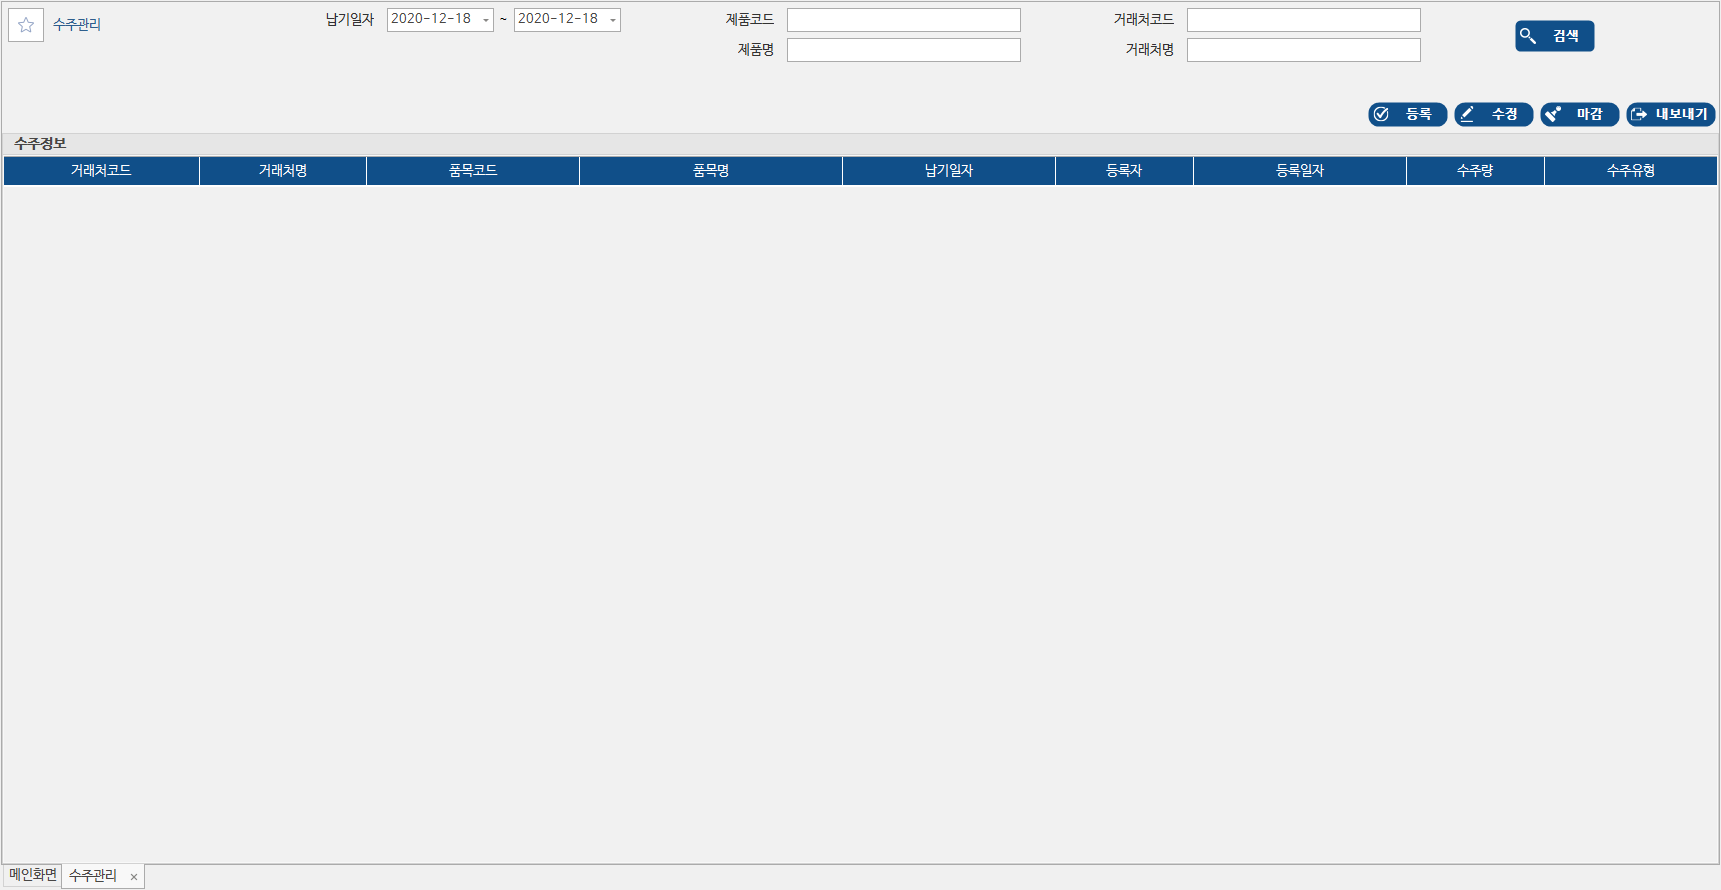 수주관리 납기일자 2020-12-18 ~ 2020-12-18 제품코드 거래처코드
제품명 거래처명
검색
등록 수정 마감 내보내기
수주정보
거래처코드 거래처명 품목코드 품목명 납기일자 등록자 등록일자 수주량 수주유형
메인화면 수주관리 ×